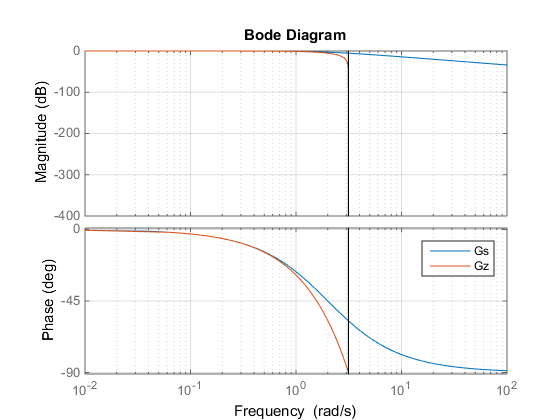 Bode Diagram
Magnitude (dB)
0
-100
-200
-300
-400
Phase (deg)
0
-45
-90
Gs
Gz
10^-2
10^-1
10^0
10^1
10^2
Frequency (rad/s)